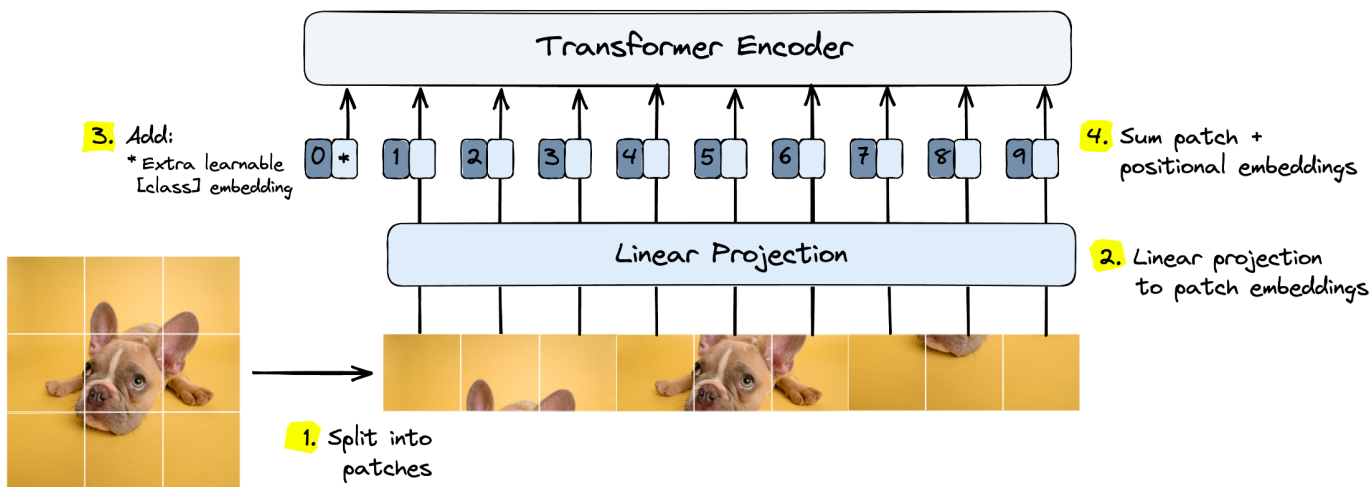 Transformer Encoder
3. Add:
* Extra learnable
[class] embedding
0 * 1 2 3 4 5 6 7 8 9
4. Sum patch +
positional embeddings
Linear Projection
2. Linear projection
to patch embeddings
1. Split into
patches